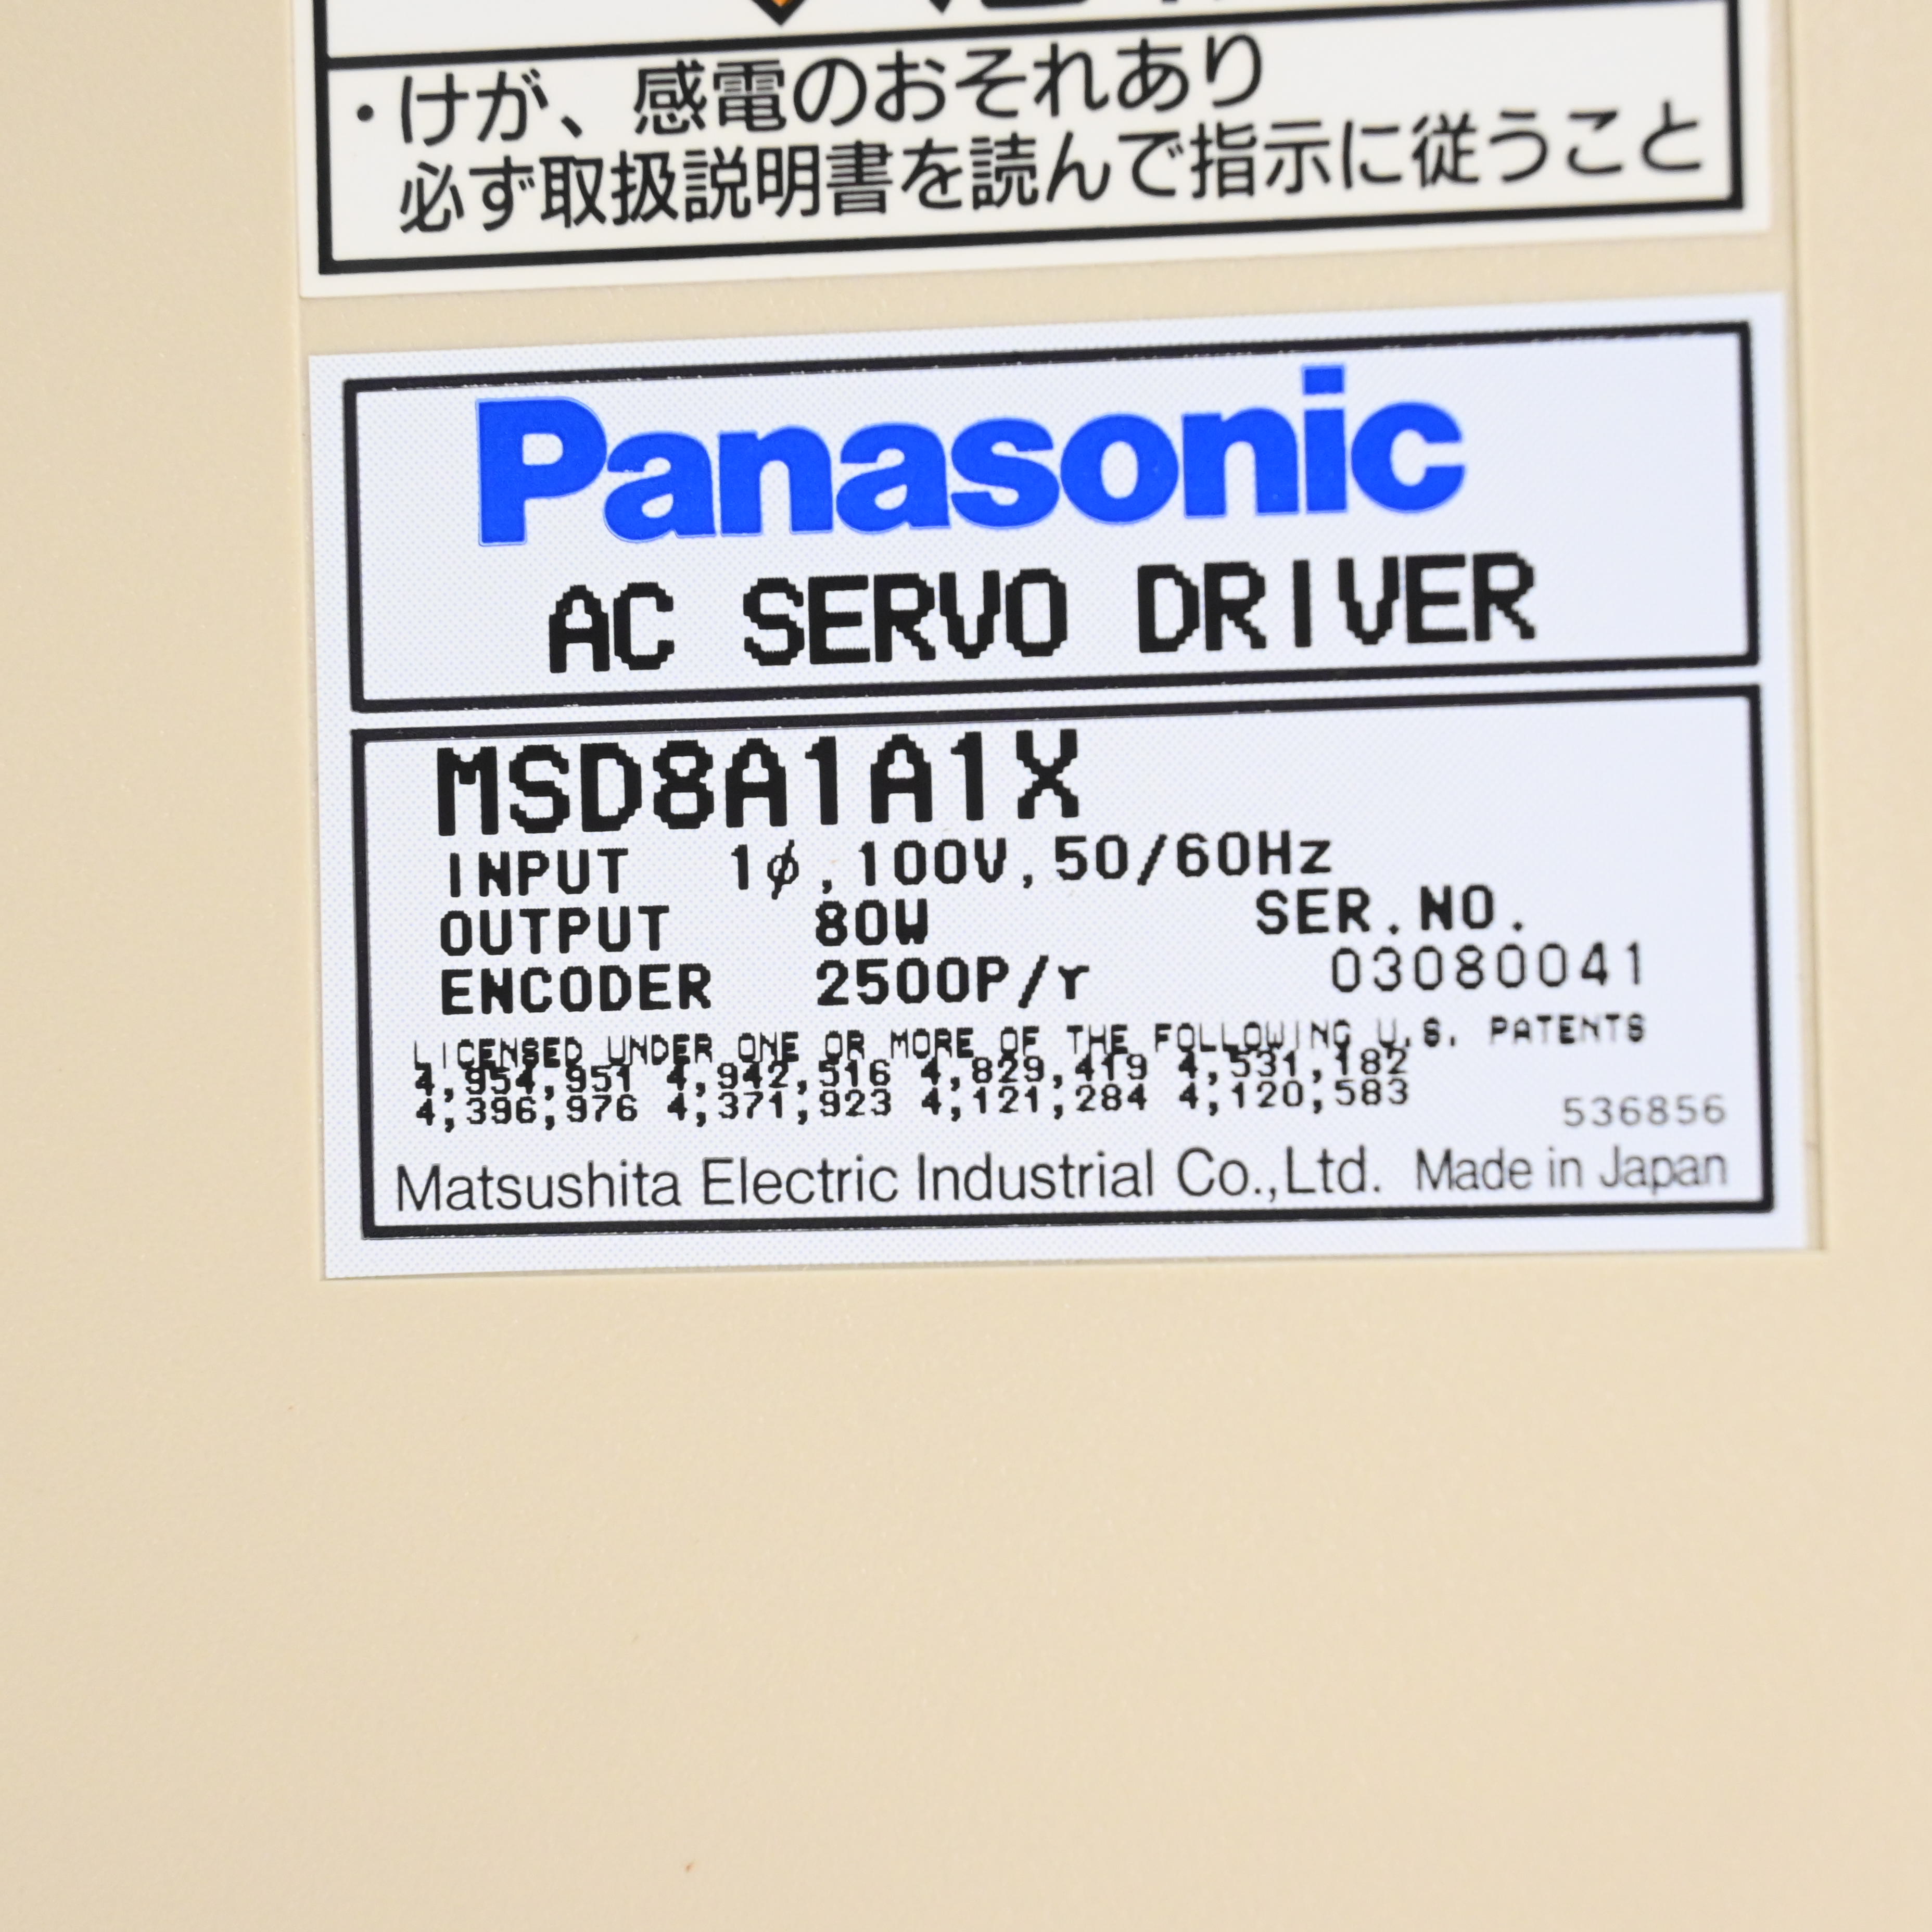 ・けが、感電のおそれあり
必ず取扱説明書を読んで指示に従うこと
Panasonic
AC SERVO DRIVER
MSD8A1A1X
INPUT 1φ,100V,50/60Hz
OUTPUT 80W SER.NO.
ENCODER 2500P/r 03080041
LICENSED UNDER ONE OR MORE OF THE FOLLOWING U.S. PATENTS
4,954,951 4,942,516 4,829,419 4,531,182
4,396,976 4,371,923 4,121,284 4,120,583
536856
Matsushita Electric Industrial Co.,Ltd. Made in Japan